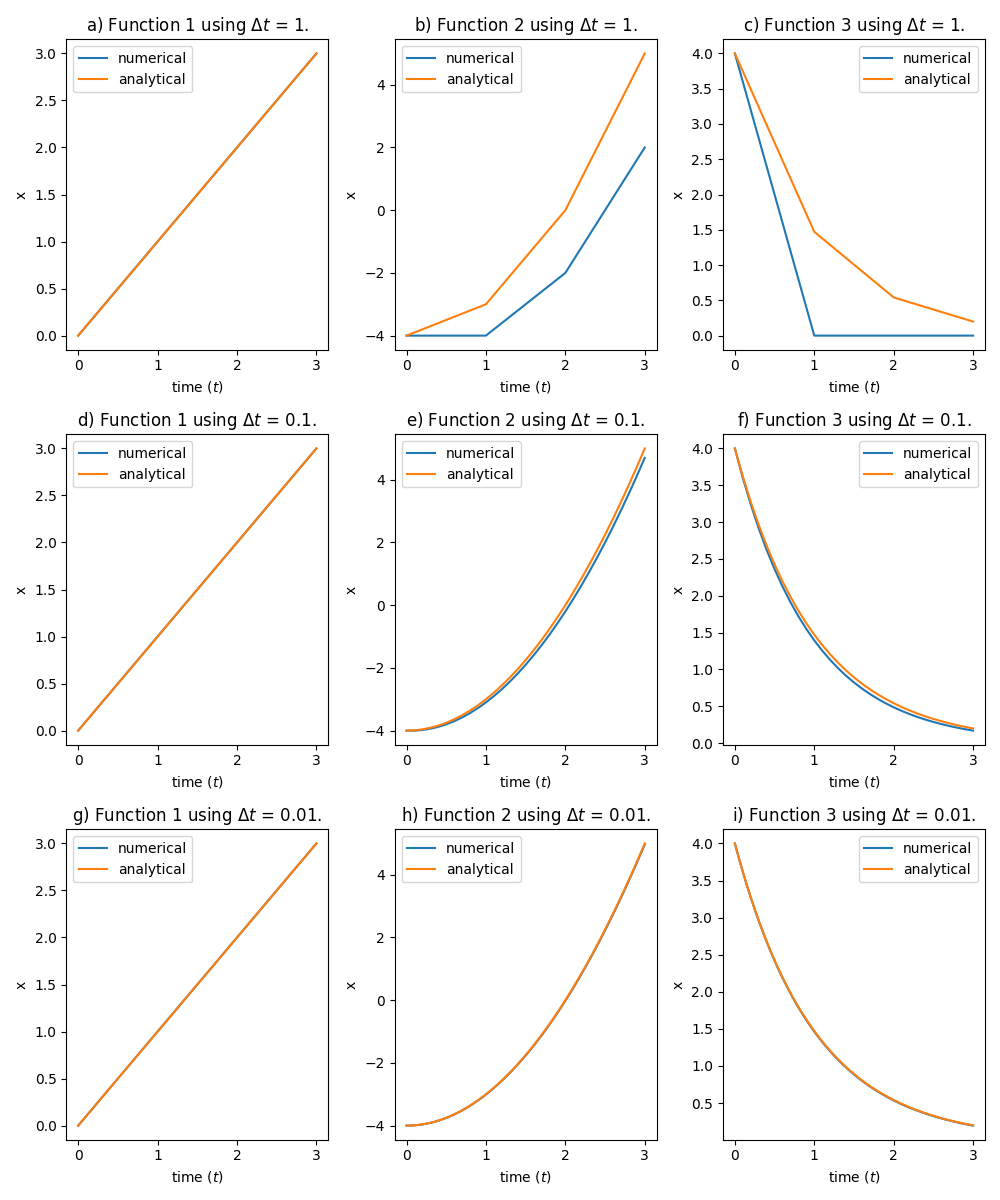 a) Function 1 using Δt = 1.
numerical
analytical
3.0
2.5
2.0
1.5
1.0
0.5
0.0
x
0 1 2 3
time (t)
b) Function 2 using Δt = 1.
numerical
analytical
4
2
0
−2
−4
x
0 1 2 3
time (t)
c) Function 3 using Δt = 1.
numerical
analytical
4.0
3.5
3.0
2.5
2.0
1.5
1.0
0.5
0.0
x
0 1 2 3
time (t)
d) Function 1 using Δt = 0.1.
numerical
analytical
3.0
2.5
2.0
1.5
1.0
0.5
0.0
x
0 1 2 3
time (t)
e) Function 2 using Δt = 0.1.
numerical
analytical
4
2
0
−2
−4
x
0 1 2 3
time (t)
f) Function 3 using Δt = 0.1.
numerical
analytical
4.0
3.5
3.0
2.5
2.0
1.5
1.0
0.5
0.0
x
0 1 2 3
time (t)
g) Function 1 using Δt = 0.01.
numerical
analytical
3.0
2.5
2.0
1.5
1.0
0.5
0.0
x
0 1 2 3
time (t)
h) Function 2 using Δt = 0.01.
numerical
analytical
4
2
0
−2
−4
x
0 1 2 3
time (t)
i) Function 3 using Δt = 0.01.
numerical
analytical
4.0
3.5
3.0
2.5
2.0
1.5
1.0
0.5
x
0 1 2 3
time (t)